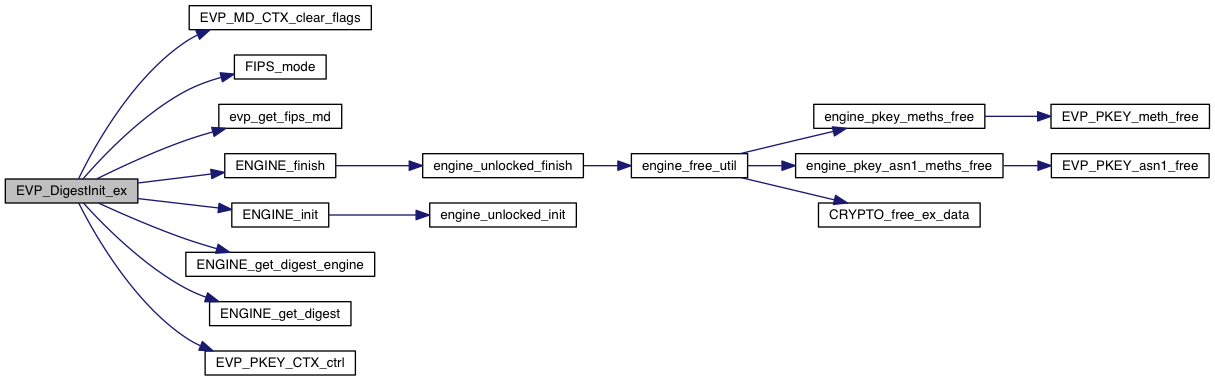 EVP_MD_CTX_clear_flags
FIPS_mode
evp_get_fips_md
engine_pkey_meths_free
EVP_PKEY_meth_free
ENGINE_finish
engine_unlocked_finish
engine_free_util
engine_pkey_asn1_meths_free
EVP_PKEY_asn1_free
EVP_DigestInit_ex
ENGINE_init
engine_unlocked_init
CRYPTO_free_ex_data
ENGINE_get_digest_engine
ENGINE_get_digest
EVP_PKEY_CTX_ctrl